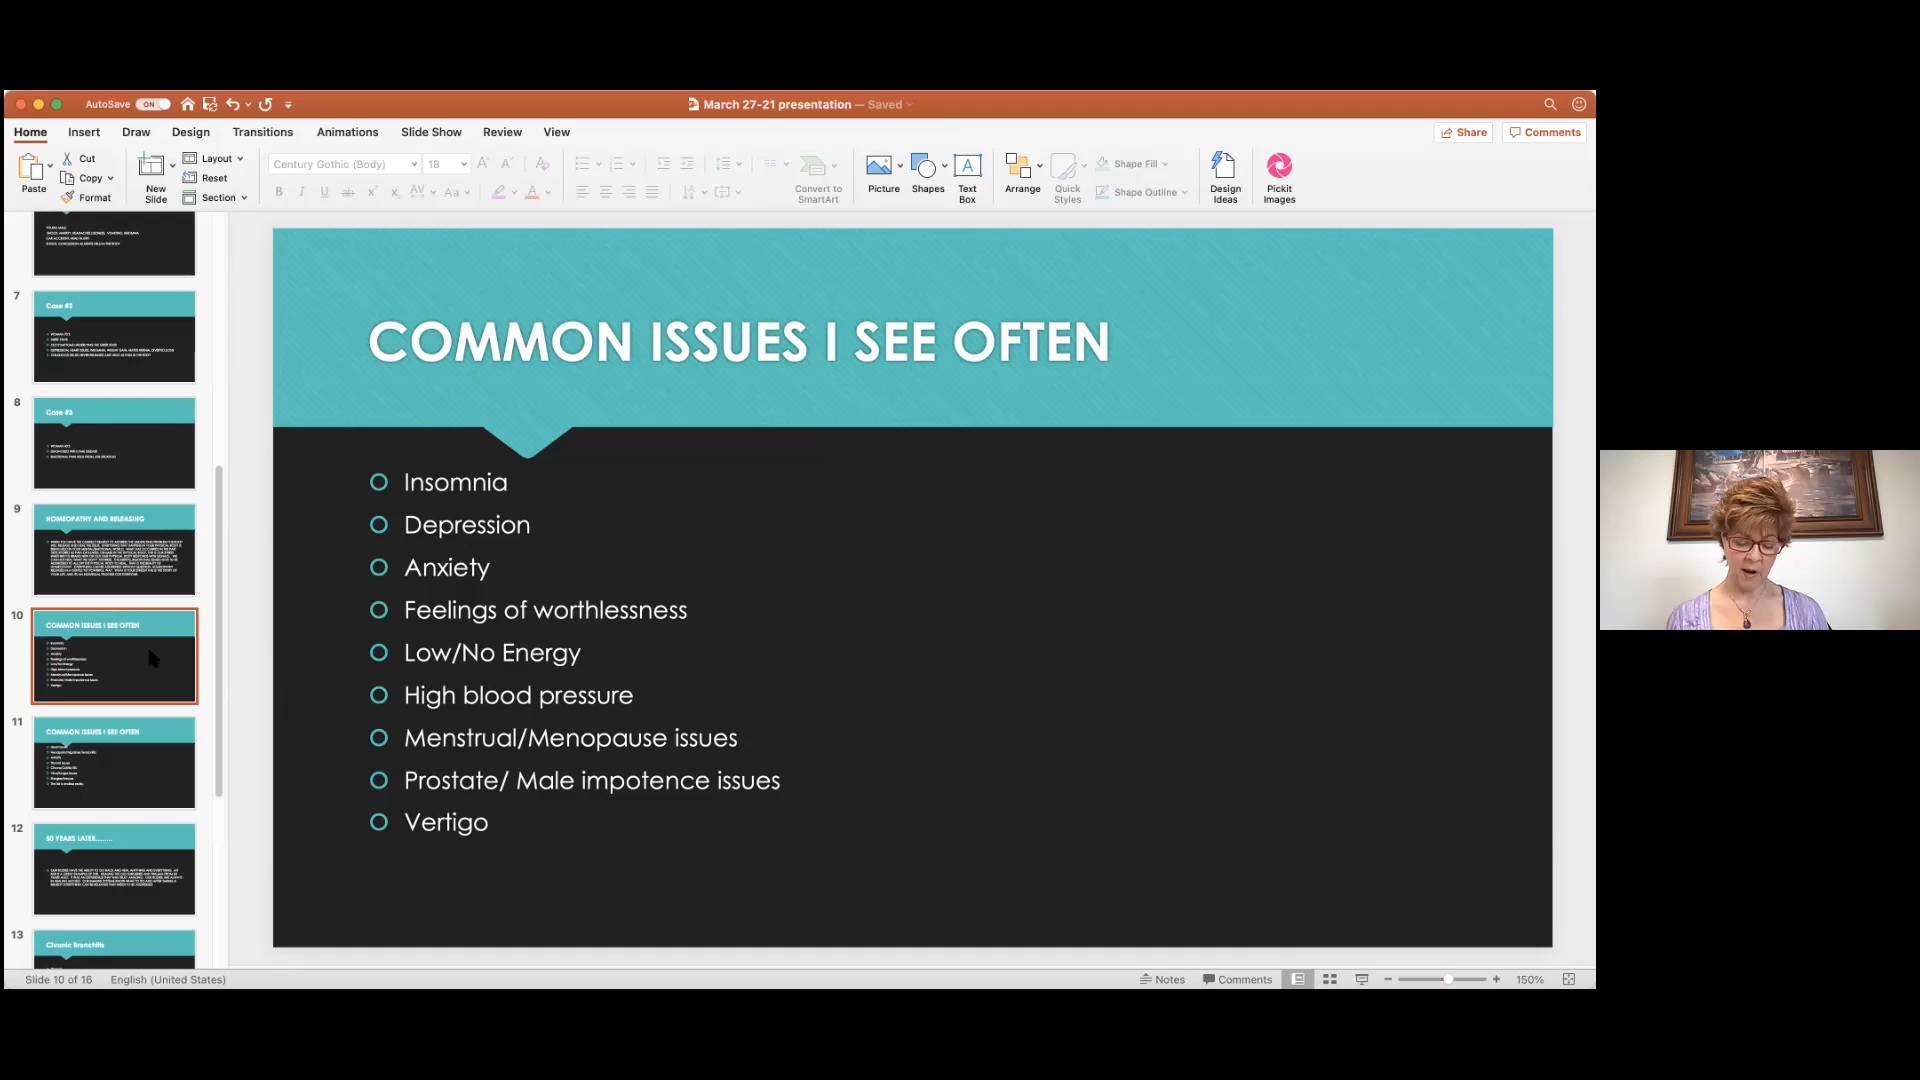 AutoSave ON
March 27-21 presentation — Saved
Home Insert Draw Design Transitions Animations Slide Show Review View
Share Comments
Paste
Cut
Copy
Format
New Slide
Layout
Reset
Section
Century Gothic (Body) 18
Convert to SmartArt
Picture
Shapes
Text Box
Arrange
Quick Styles
Shape Fill
Shape Outline
Design Ideas
Pickit Images
7
Case #2
8
Case #3
9
HOMEOPATHY AND RELEASING
10
COMMON ISSUES I SEE OFTEN
11
COMMON ISSUES I SEE OFTEN
12
50 YEARS LATER........
13
Chronic Bronchitis
COMMON ISSUES I SEE OFTEN
Insomnia
Depression
Anxiety
Feelings of worthlessness
Low/No Energy
High blood pressure
Menstrual/Menopause issues
Prostate/ Male impotence issues
Vertigo
Slide 10 of 16 English (United States)
Notes Comments 150%